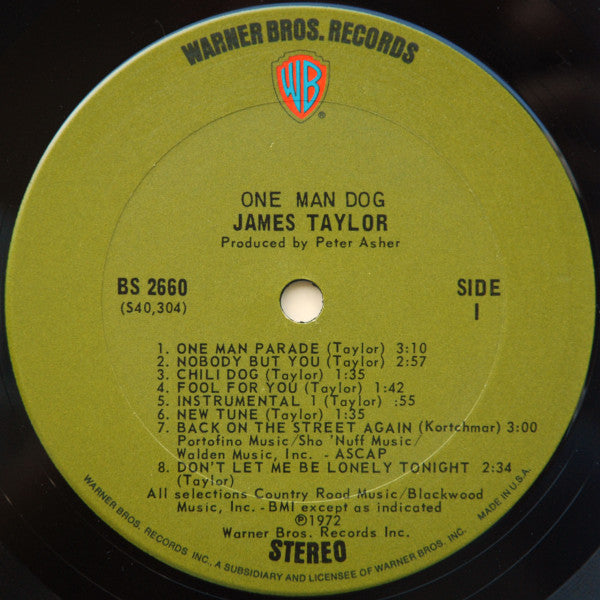 WARNER BROS. RECORDS
WB
®
ONE MAN DOG
JAMES TAYLOR
Produced by Peter Asher
BS 2660
(S40,304)
SIDE
1
1. ONE MAN PARADE (Taylor) 3:10
2. NOBODY BUT YOU (Taylor) 2:57
3. CHILI DOG (Taylor) 1:35
4. FOOL FOR YOU (Taylor) 1:42
5. INSTRUMENTAL 1 (Taylor) :55
6. NEW TUNE (Taylor) 1:35
7. BACK ON THE STREET AGAIN (Kortchmar) 3:00
Portofino Music/Sho 'Nuff Music/
Walden Music, Inc. - ASCAP
8. DON'T LET ME BE LONELY TONIGHT 2:34
(Taylor)
All selections Country Road Music/Blackwood
Music, Inc. - BMI except as indicated
℗1972
Warner Bros. Records Inc.
STEREO
WARNER BROS. RECORDS INC., A SUBSIDIARY AND LICENSEE OF WARNER BROS. INC. MADE IN U.S.A.